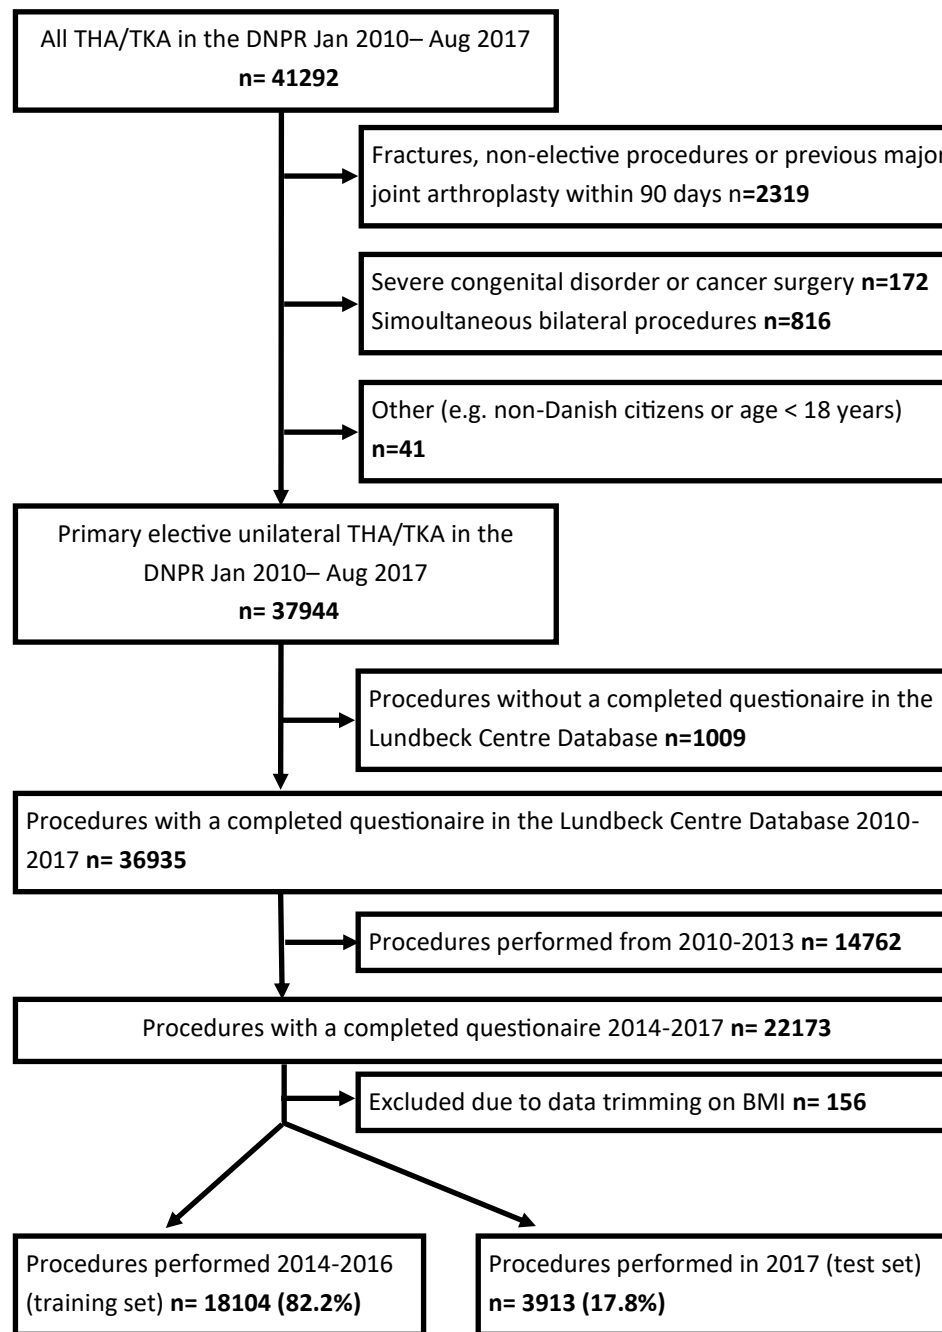 All THA/TKA in the DNPR Jan 2010– Aug 2017
n= 41292
Fractures, non-elective procedures or previous major
joint arthroplasty within 90 days n=2319
Severe congenital disorder or cancer surgery n=172
Simoultaneous bilateral procedures n=816
Other (e.g. non-Danish citizens or age < 18 years)
n=41
Primary elective unilateral THA/TKA in the
DNPR Jan 2010– Aug 2017
n= 37944
Procedures without a completed questionaire in the
Lundbeck Centre Database n=1009
Procedures with a completed questionaire in the Lundbeck Centre Database 2010-
2017 n= 36935
Procedures performed from 2010-2013 n= 14762
Procedures with a completed questionaire 2014-2017 n= 22173
Excluded due to data trimming on BMI n= 156
Procedures performed 2014-2016
(training set) n= 18104 (82.2%)
Procedures performed in 2017 (test set)
n= 3913 (17.8%)